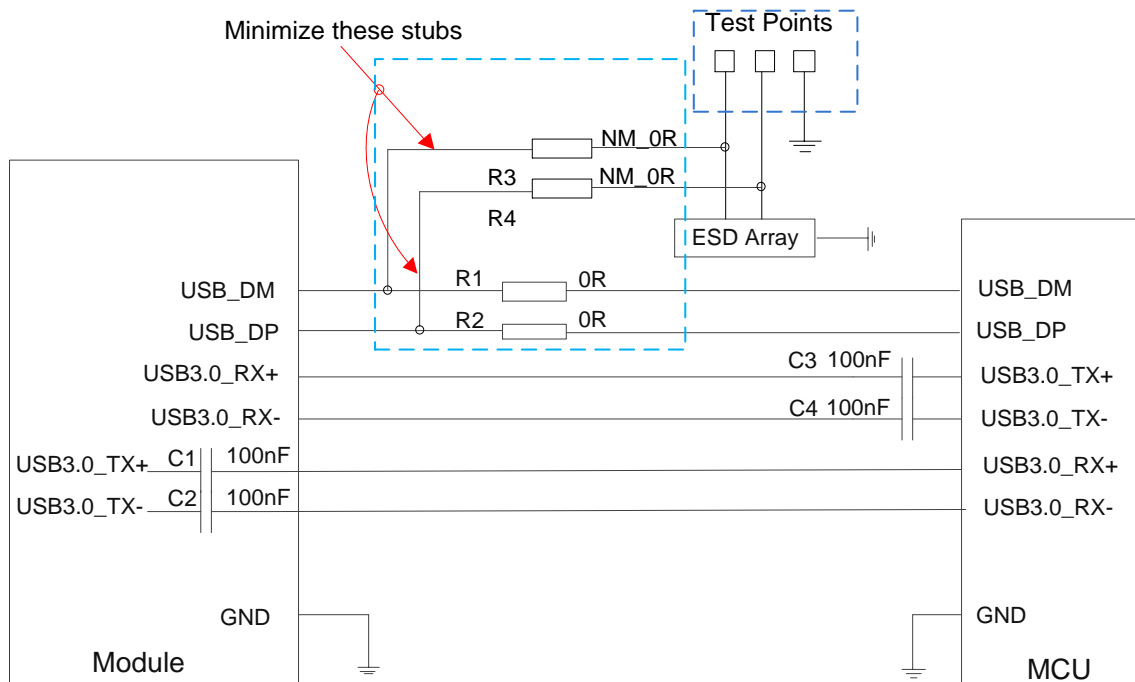 Minimize these stubs
Test Points
NM_0R
R3
NM_0R
R4
ESD Array
USB_DM
R1
0R
USB_DM
USB_DP
R2
0R
USB_DP
USB3.0_RX+
C3
100nF
USB3.0_TX+
USB3.0_RX-
C4
100nF
USB3.0_TX-
USB3.0_TX+
C1
100nF
USB3.0_RX+
USB3.0_TX-
C2
100nF
USB3.0_RX-
GND
GND
Module
MCU